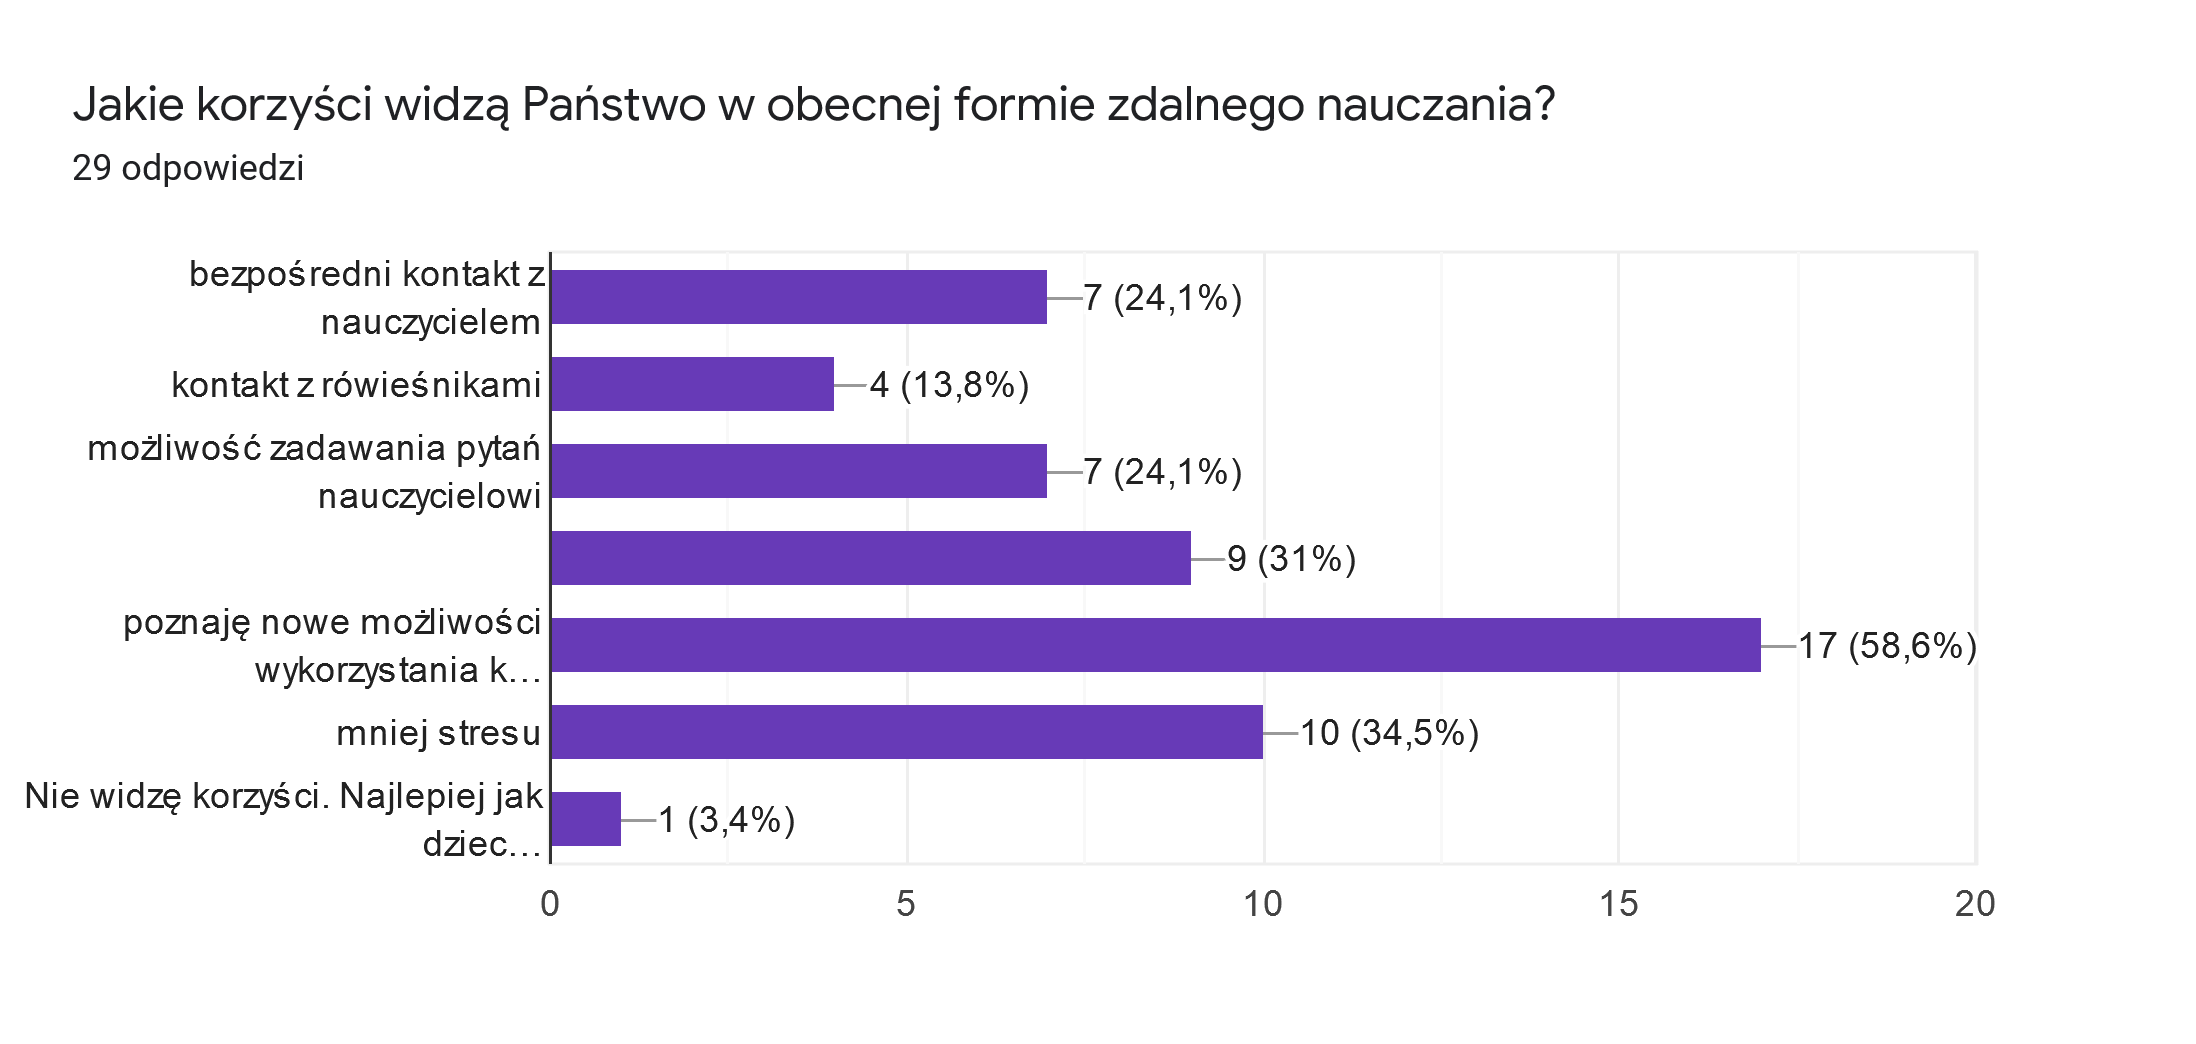 Jakie korzyści widzą Państwo w obecnej formie zdalnego nauczania?
29 odpowiedzi
bezpośredni kontakt z
nauczycielem
7 (24,1%)
kontakt z rówieśnikami
4 (13,8%)
możliwość zadawania pytań
nauczycielowi
7 (24,1%)
9 (31%)
poznaję nowe możliwości
wykorzystania k…
17 (58,6%)
mniej stresu
10 (34,5%)
Nie widzę korzyści. Najlepiej jak
dziec…
1 (3,4%)
0 5 10 15 20